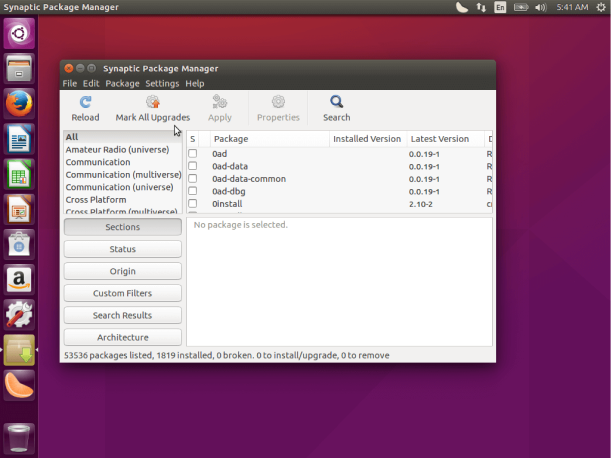 Synaptic Package Manager
En
5:41 AM
Synaptic Package Manager
File Edit Package Settings Help
Reload Mark All Upgrades Apply Properties Search
All
Amateur Radio (universe)
Communication
Communication (multiverse)
Communication (universe)
Cross Platform
Cross Platform (multiverse)
S Package Installed Version Latest Version D
0ad 0.0.19-1 R
0ad-data 0.0.19-1 R
0ad-data-common 0.0.19-1 R
0ad-dbg 0.0.19-1 R
0install 2.10-2
Sections
Status
Origin
Custom Filters
Search Results
Architecture
No package is selected.
53536 packages listed, 1819 installed, 0 broken. 0 to install/upgrade, 0 to remove
a